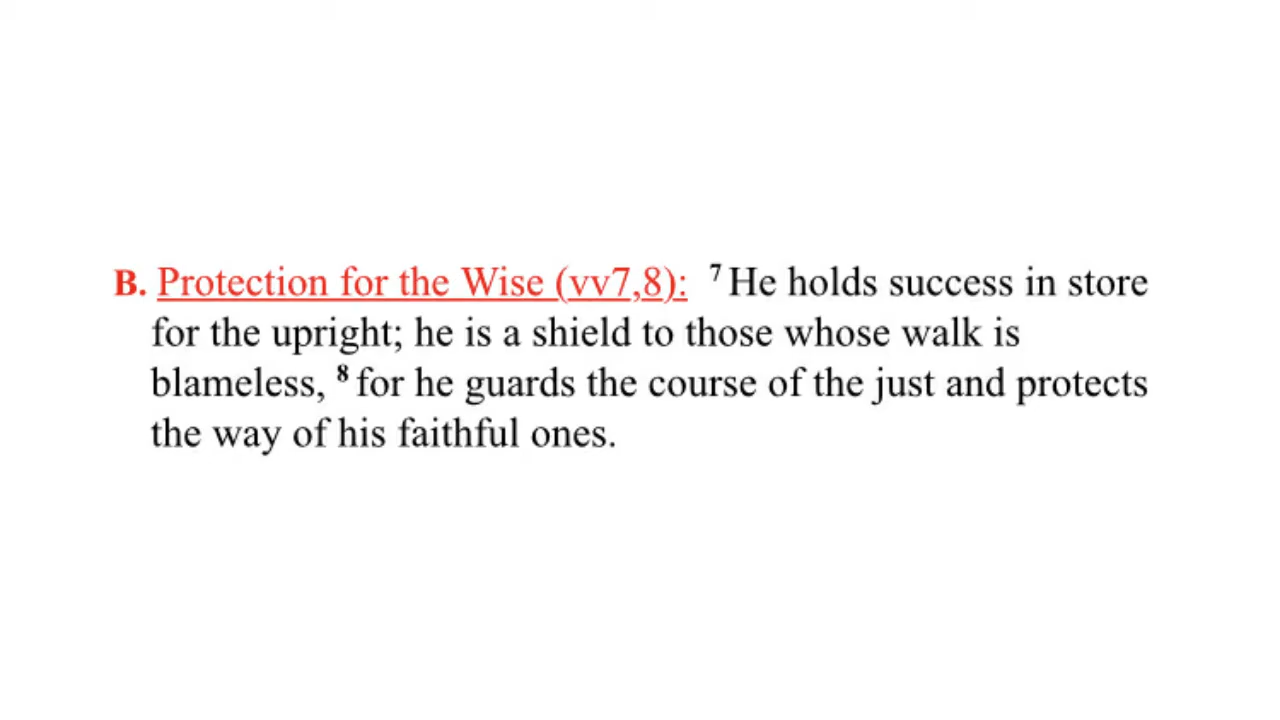 B. Protection for the Wise (vv7,8): 7 He holds success in store
for the upright; he is a shield to those whose walk is
blameless, 8 for he guards the course of the just and protects
the way of his faithful ones.